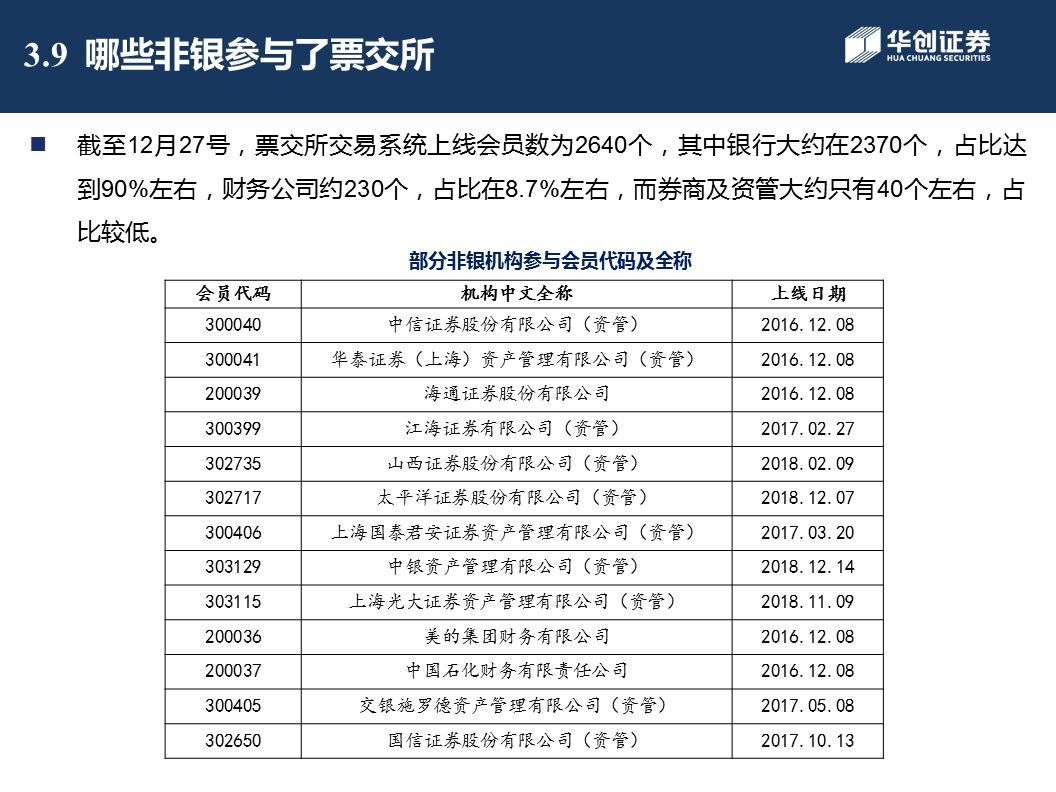 3.9 哪些非银参与了票交所
华创证券
HUA CHUANG SECURITIES
■ 截至12月27号，票交所交易系统上线会员数为2640个，其中银行大约在2370个，占比达
到90%左右，财务公司约230个，占比在8.7%左右，而券商及资管大约只有40个左右，占
比较低。
部分非银机构参与会员代码及全称
会员代码 机构中文全称 上线日期
300040 中信证券股份有限公司（资管） 2016.12.08
300041 华泰证券（上海）资产管理有限公司（资管） 2016.12.08
200039 海通证券股份有限公司 2016.12.08
300399 江海证券有限公司（资管） 2017.02.27
302735 山西证券股份有限公司（资管） 2018.02.09
302717 太平洋证券股份有限公司（资管） 2018.12.07
300406 上海国泰君安证券资产管理有限公司（资管） 2017.03.20
303129 中银资产管理有限公司（资管） 2018.12.14
303115 上海光大证券资产管理有限公司（资管） 2018.11.09
200036 美的集团财务有限公司 2016.12.08
200037 中国石化财务有限责任公司 2016.12.08
300405 交银施罗德资产管理有限公司（资管） 2017.05.08
302650 国信证券股份有限公司（资管） 2017.10.13